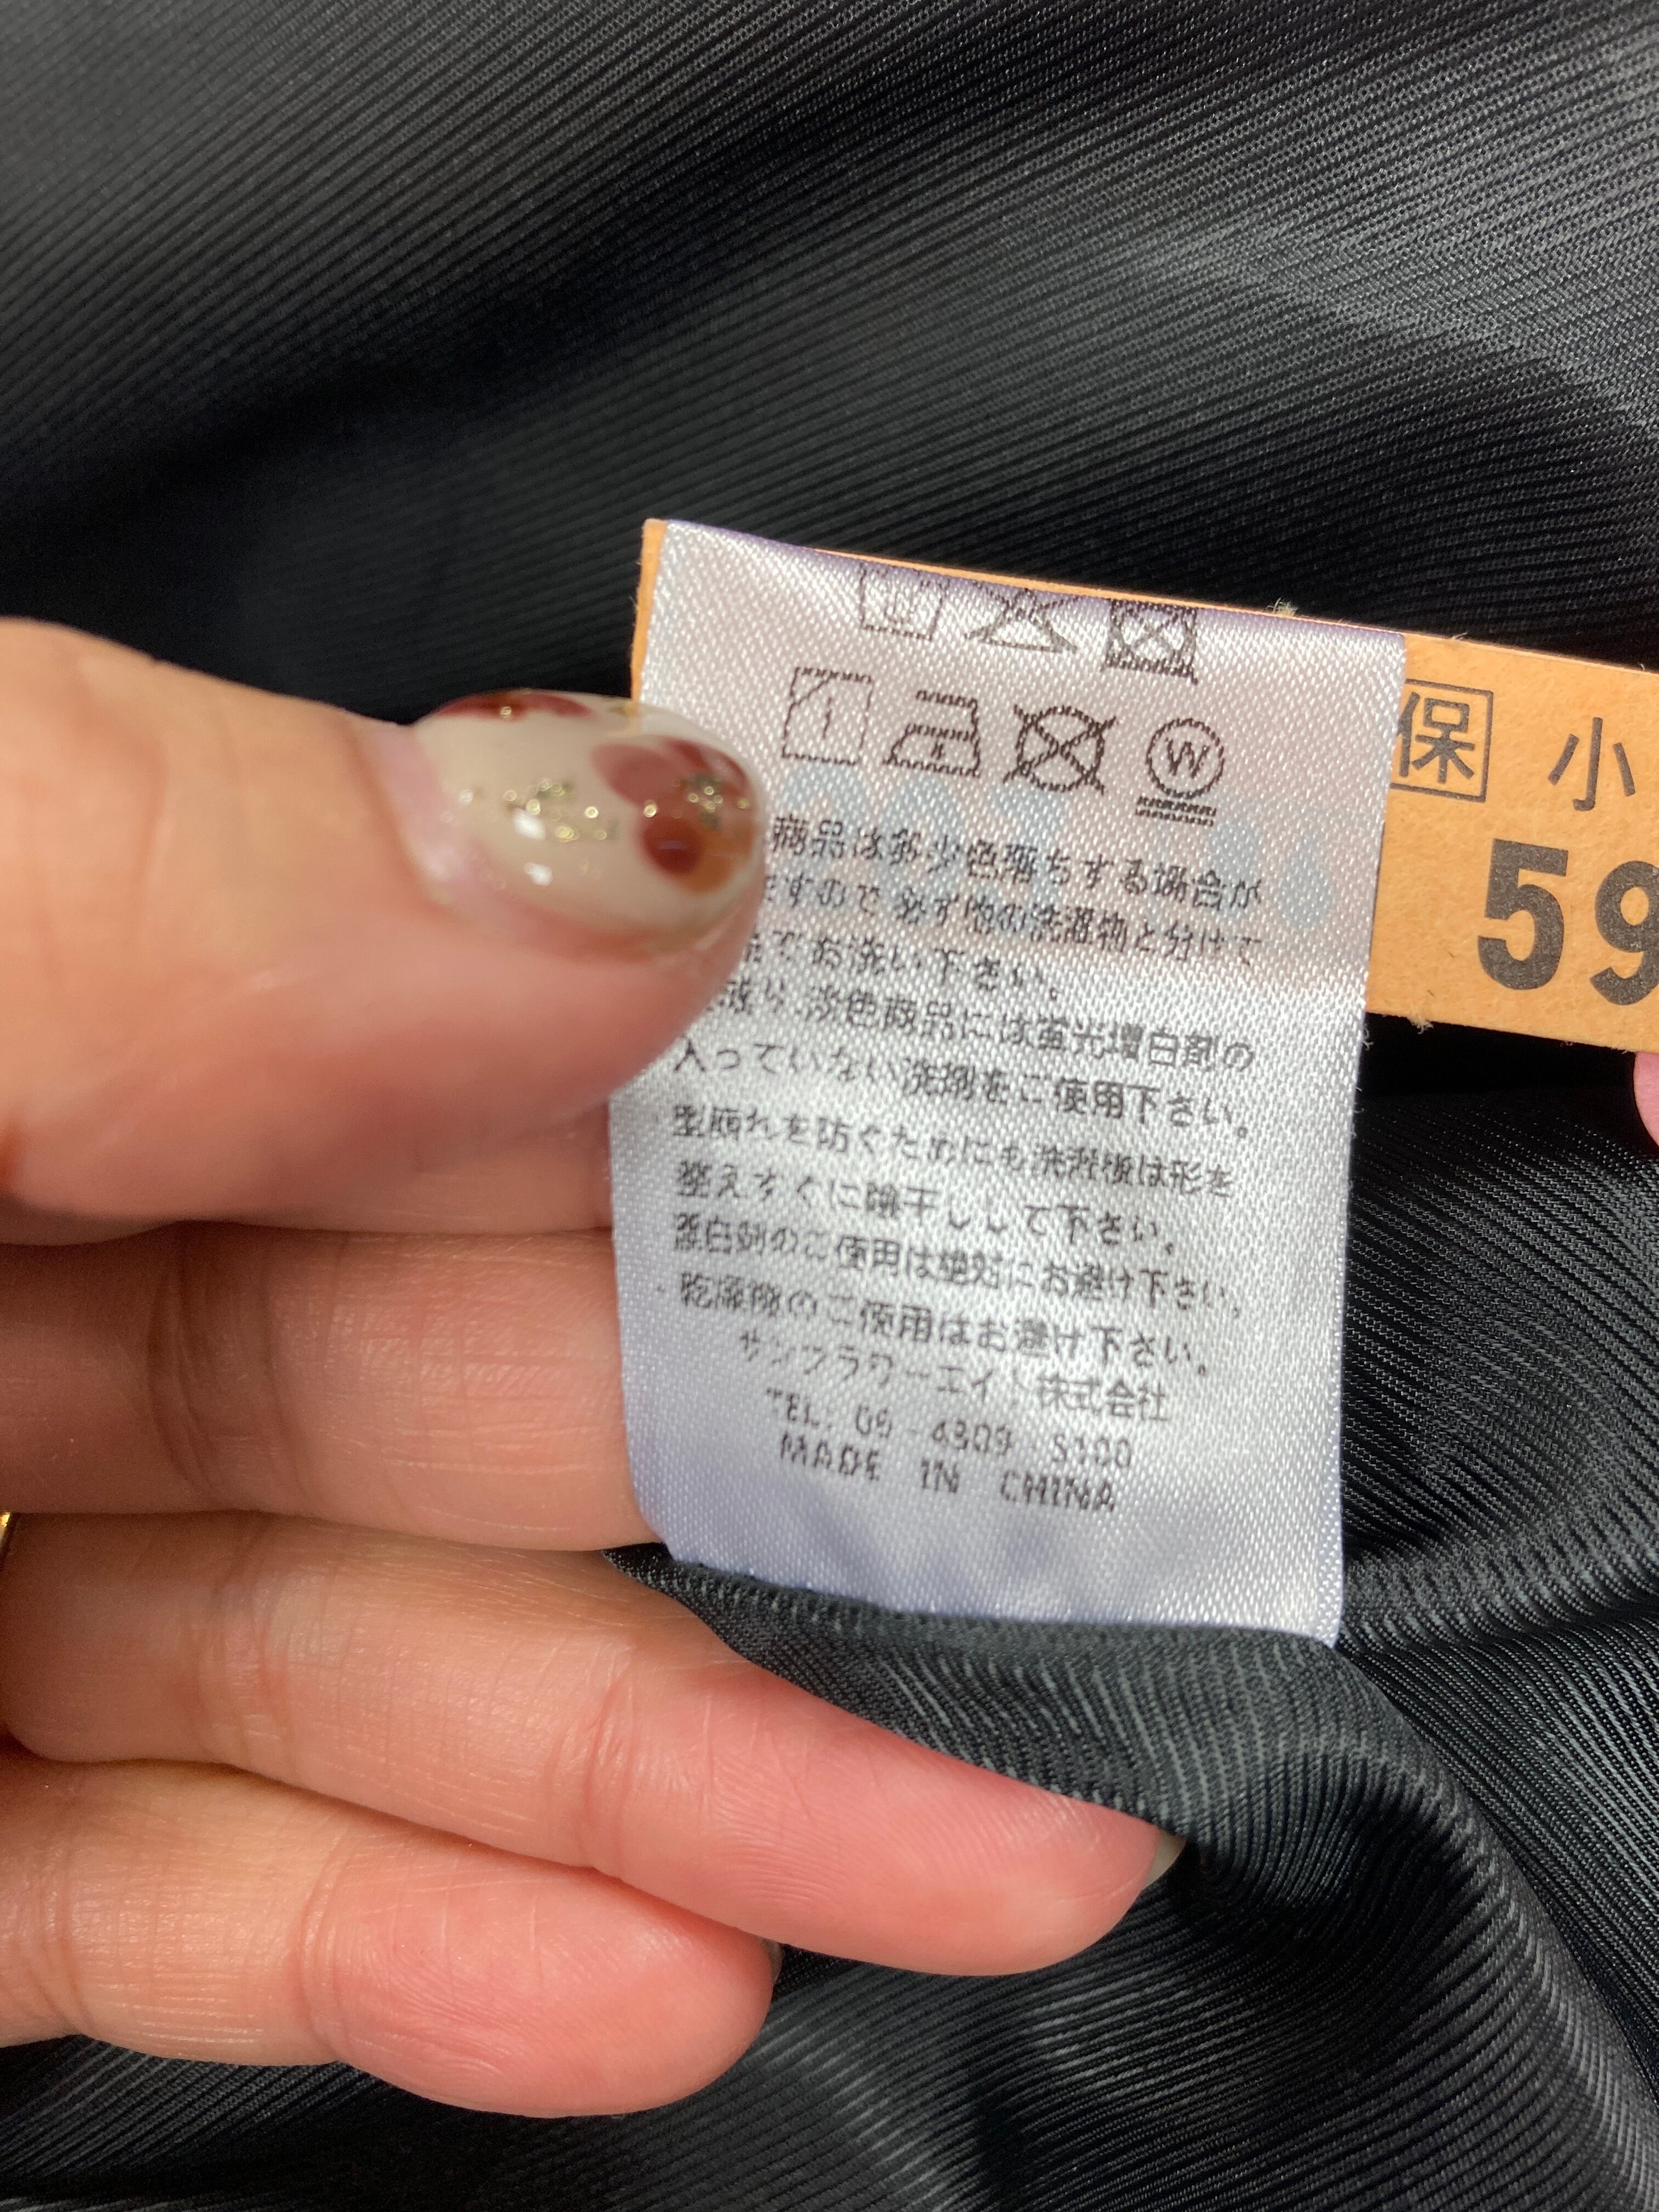 W
商品は多少色落ちする場合が
ますので必ず他の洗濯物と分けて
でお洗い下さい。
淡色商品には蛍光増白剤の
入っていない洗剤をご使用下さい。
型崩れを防ぐためにも洗濯後は形を
整えすぐに陰干しして下さい。
漂白剤のご使用は絶対にお避け下さい。
乾燥機のご使用はお避け下さい。
サンフラワーエイト株式会社
TEL: 06 - 4309 - 5100
MADE IN CHINA
保 小
59